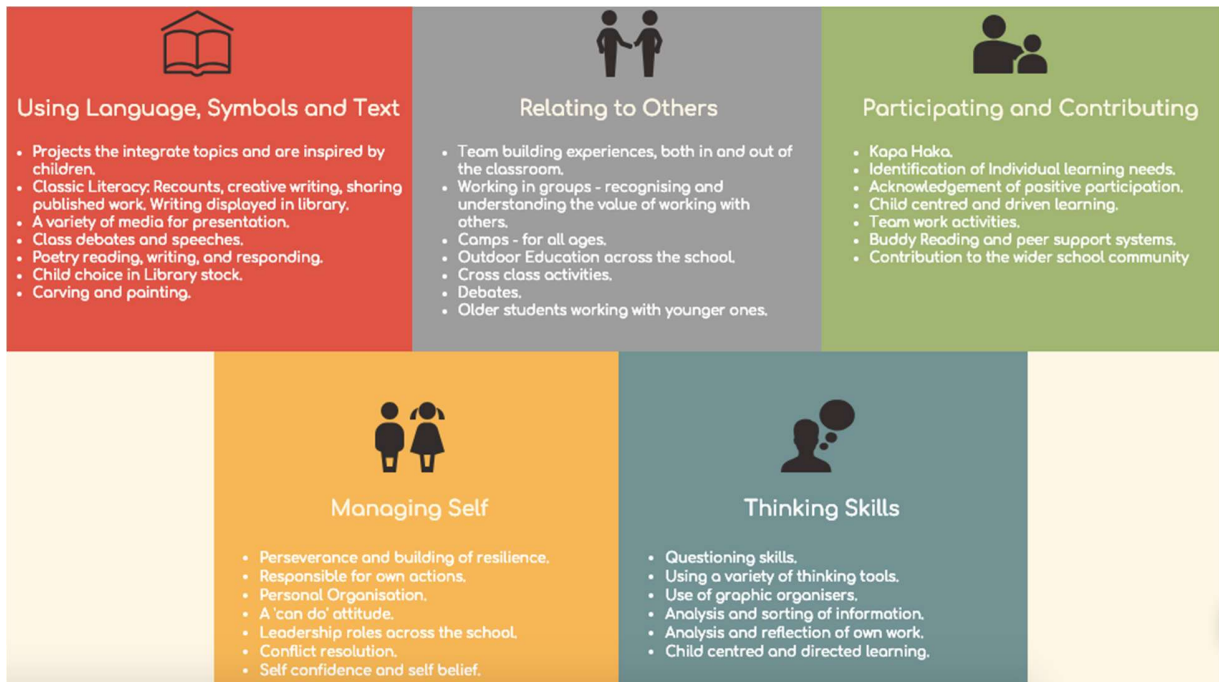 Using Language, Symbols and Text
• Projects the integrate topics and are inspired by
children.
• Classic Literacy: Recounts, creative writing, sharing
published work. Writing displayed in library.
• A variety of media for presentation.
• Class debates and speeches.
• Poetry reading, writing, and responding.
• Child choice in Library stock.
• Carving and painting.
Relating to Others
• Team building experiences, both in and out of
the classroom.
• Working in groups - recognising and
understanding the value of working with
others.
• Camps - for all ages.
• Outdoor Education across the school.
• Cross class activities.
• Debates.
• Older students working with younger ones.
Participating and Contributing
• Kapa Haka.
• Identification of Individual learning needs.
• Acknowledgement of positive participation.
• Child centred and driven learning.
• Team work activities.
• Buddy Reading and peer support systems.
• Contribution to the wider school community
Managing Self
• Perseverance and building of resilience.
• Responsible for own actions.
• Personal Organisation.
• A 'can do' attitude.
• Leadership roles across the school.
• Conflict resolution.
• Self confidence and self belief.
Thinking Skills
• Questioning skills.
• Using a variety of thinking tools.
• Use of graphic organisers.
• Analysis and sorting of information.
• Analysis and reflection of own work.
• Child centred and directed learning.